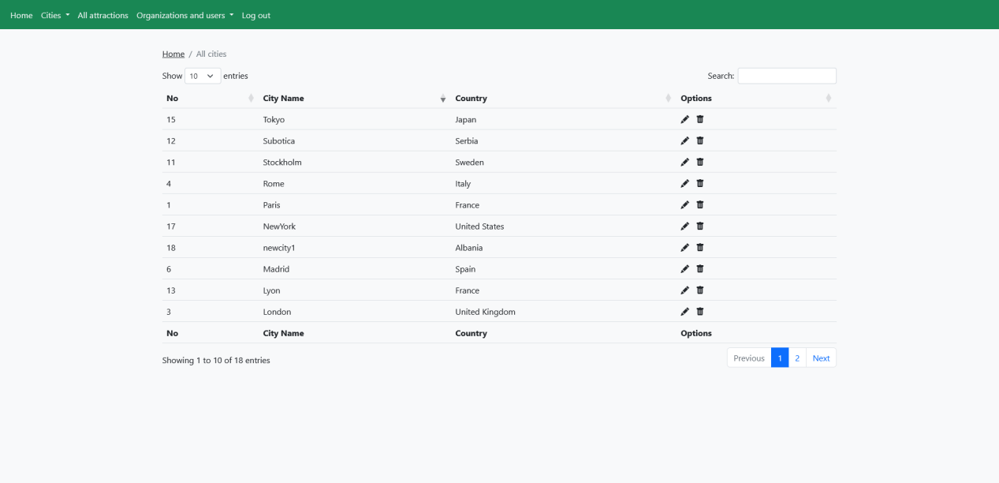 Home Cities All attractions Organizations and users Log out
Home / All cities
Show 10 entries Search:
No City Name Country Options
15 Tokyo Japan
12 Subotica Serbia
11 Stockholm Sweden
4 Rome Italy
1 Paris France
17 NewYork United States
18 newcity1 Albania
6 Madrid Spain
13 Lyon France
3 London United Kingdom
No City Name Country Options
Showing 1 to 10 of 18 entries Previous 1 2 Next